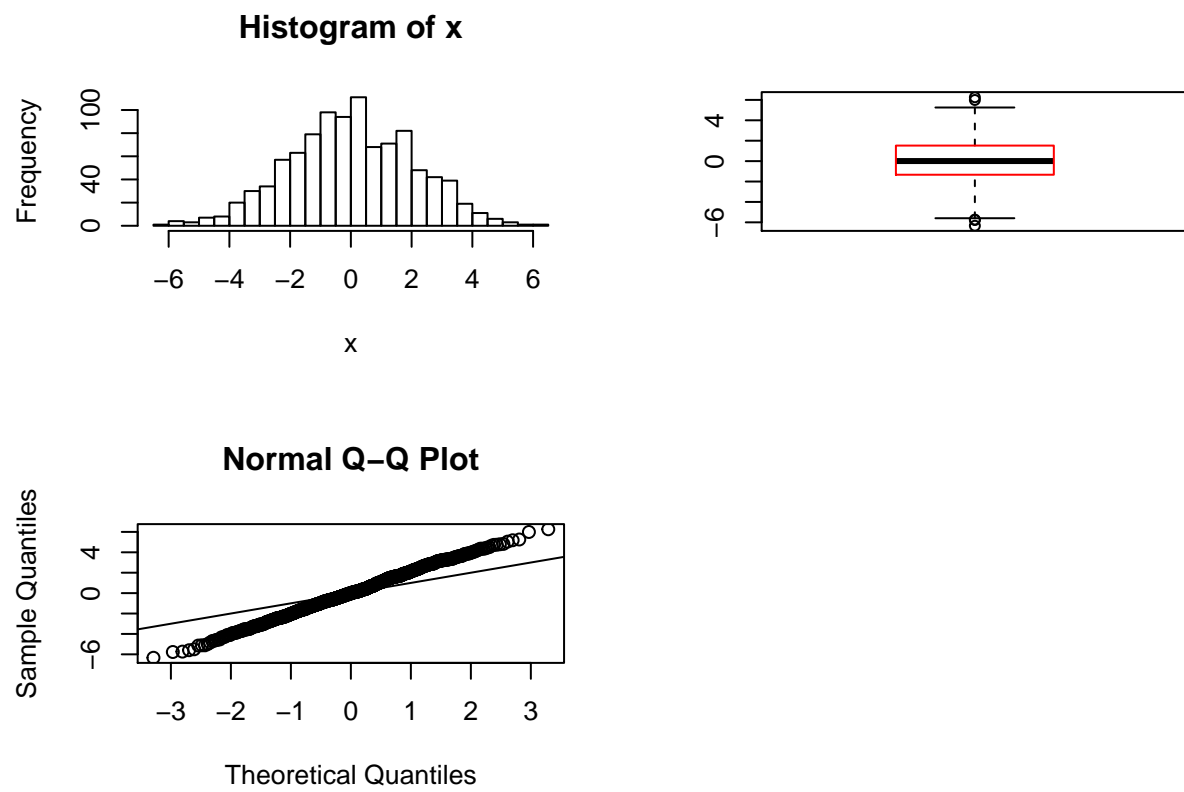 Histogram of x
Frequency
100
40
0
−6 −4 −2 0 2 4 6
x
4
0
−6
Normal Q−Q Plot
Sample Quantiles
4
0
−6
−3 −2 −1 0 1 2 3
Theoretical Quantiles